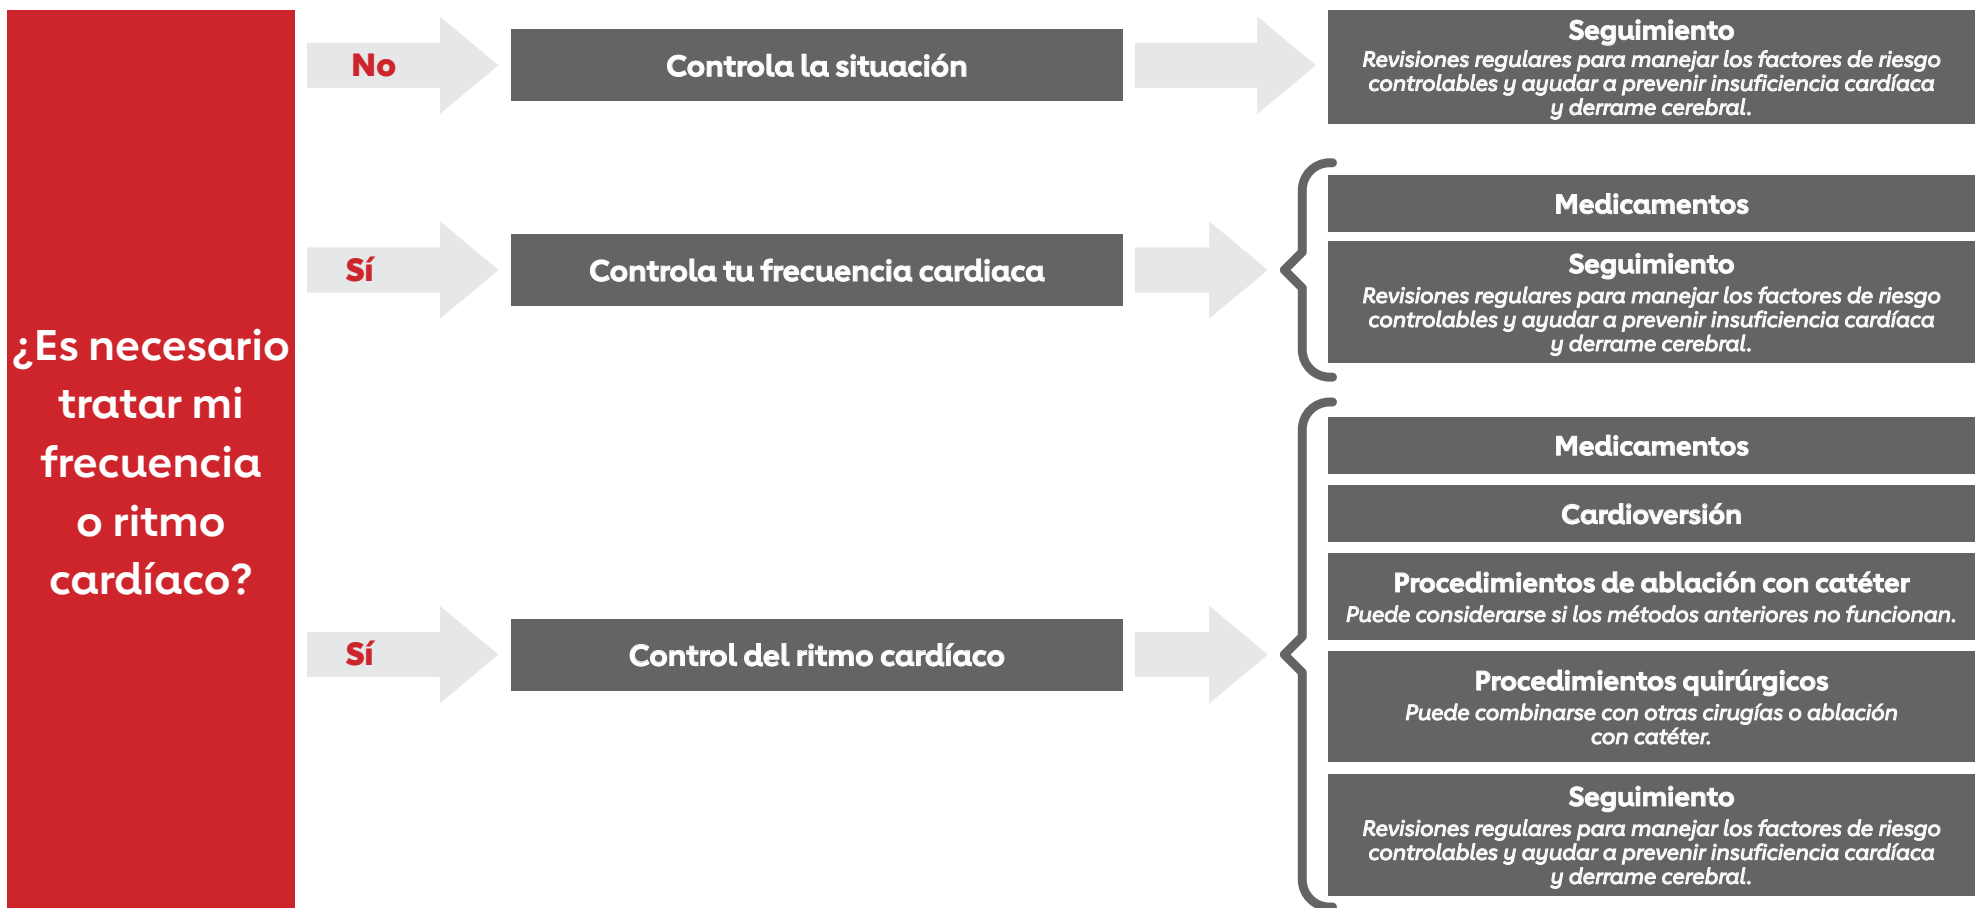 ¿Es necesario
tratar mi
frecuencia
o ritmo
cardíaco?
No
Controla la situación
Seguimiento
Revisiones regulares para manejar los factores de riesgo
controlables y ayudar a prevenir insuficiencia cardíaca
y derrame cerebral.
Sí
Controla tu frecuencia cardiaca
Medicamentos
Seguimiento
Revisiones regulares para manejar los factores de riesgo
controlables y ayudar a prevenir insuficiencia cardíaca
y derrame cerebral.
Sí
Control del ritmo cardíaco
Medicamentos
Cardioversión
Procedimientos de ablación con catéter
Puede considerarse si los métodos anteriores no funcionan.
Procedimientos quirúrgicos
Puede combinarse con otras cirugías o ablación
con catéter.
Seguimiento
Revisiones regulares para manejar los factores de riesgo
controlables y ayudar a prevenir insuficiencia cardíaca
y derrame cerebral.